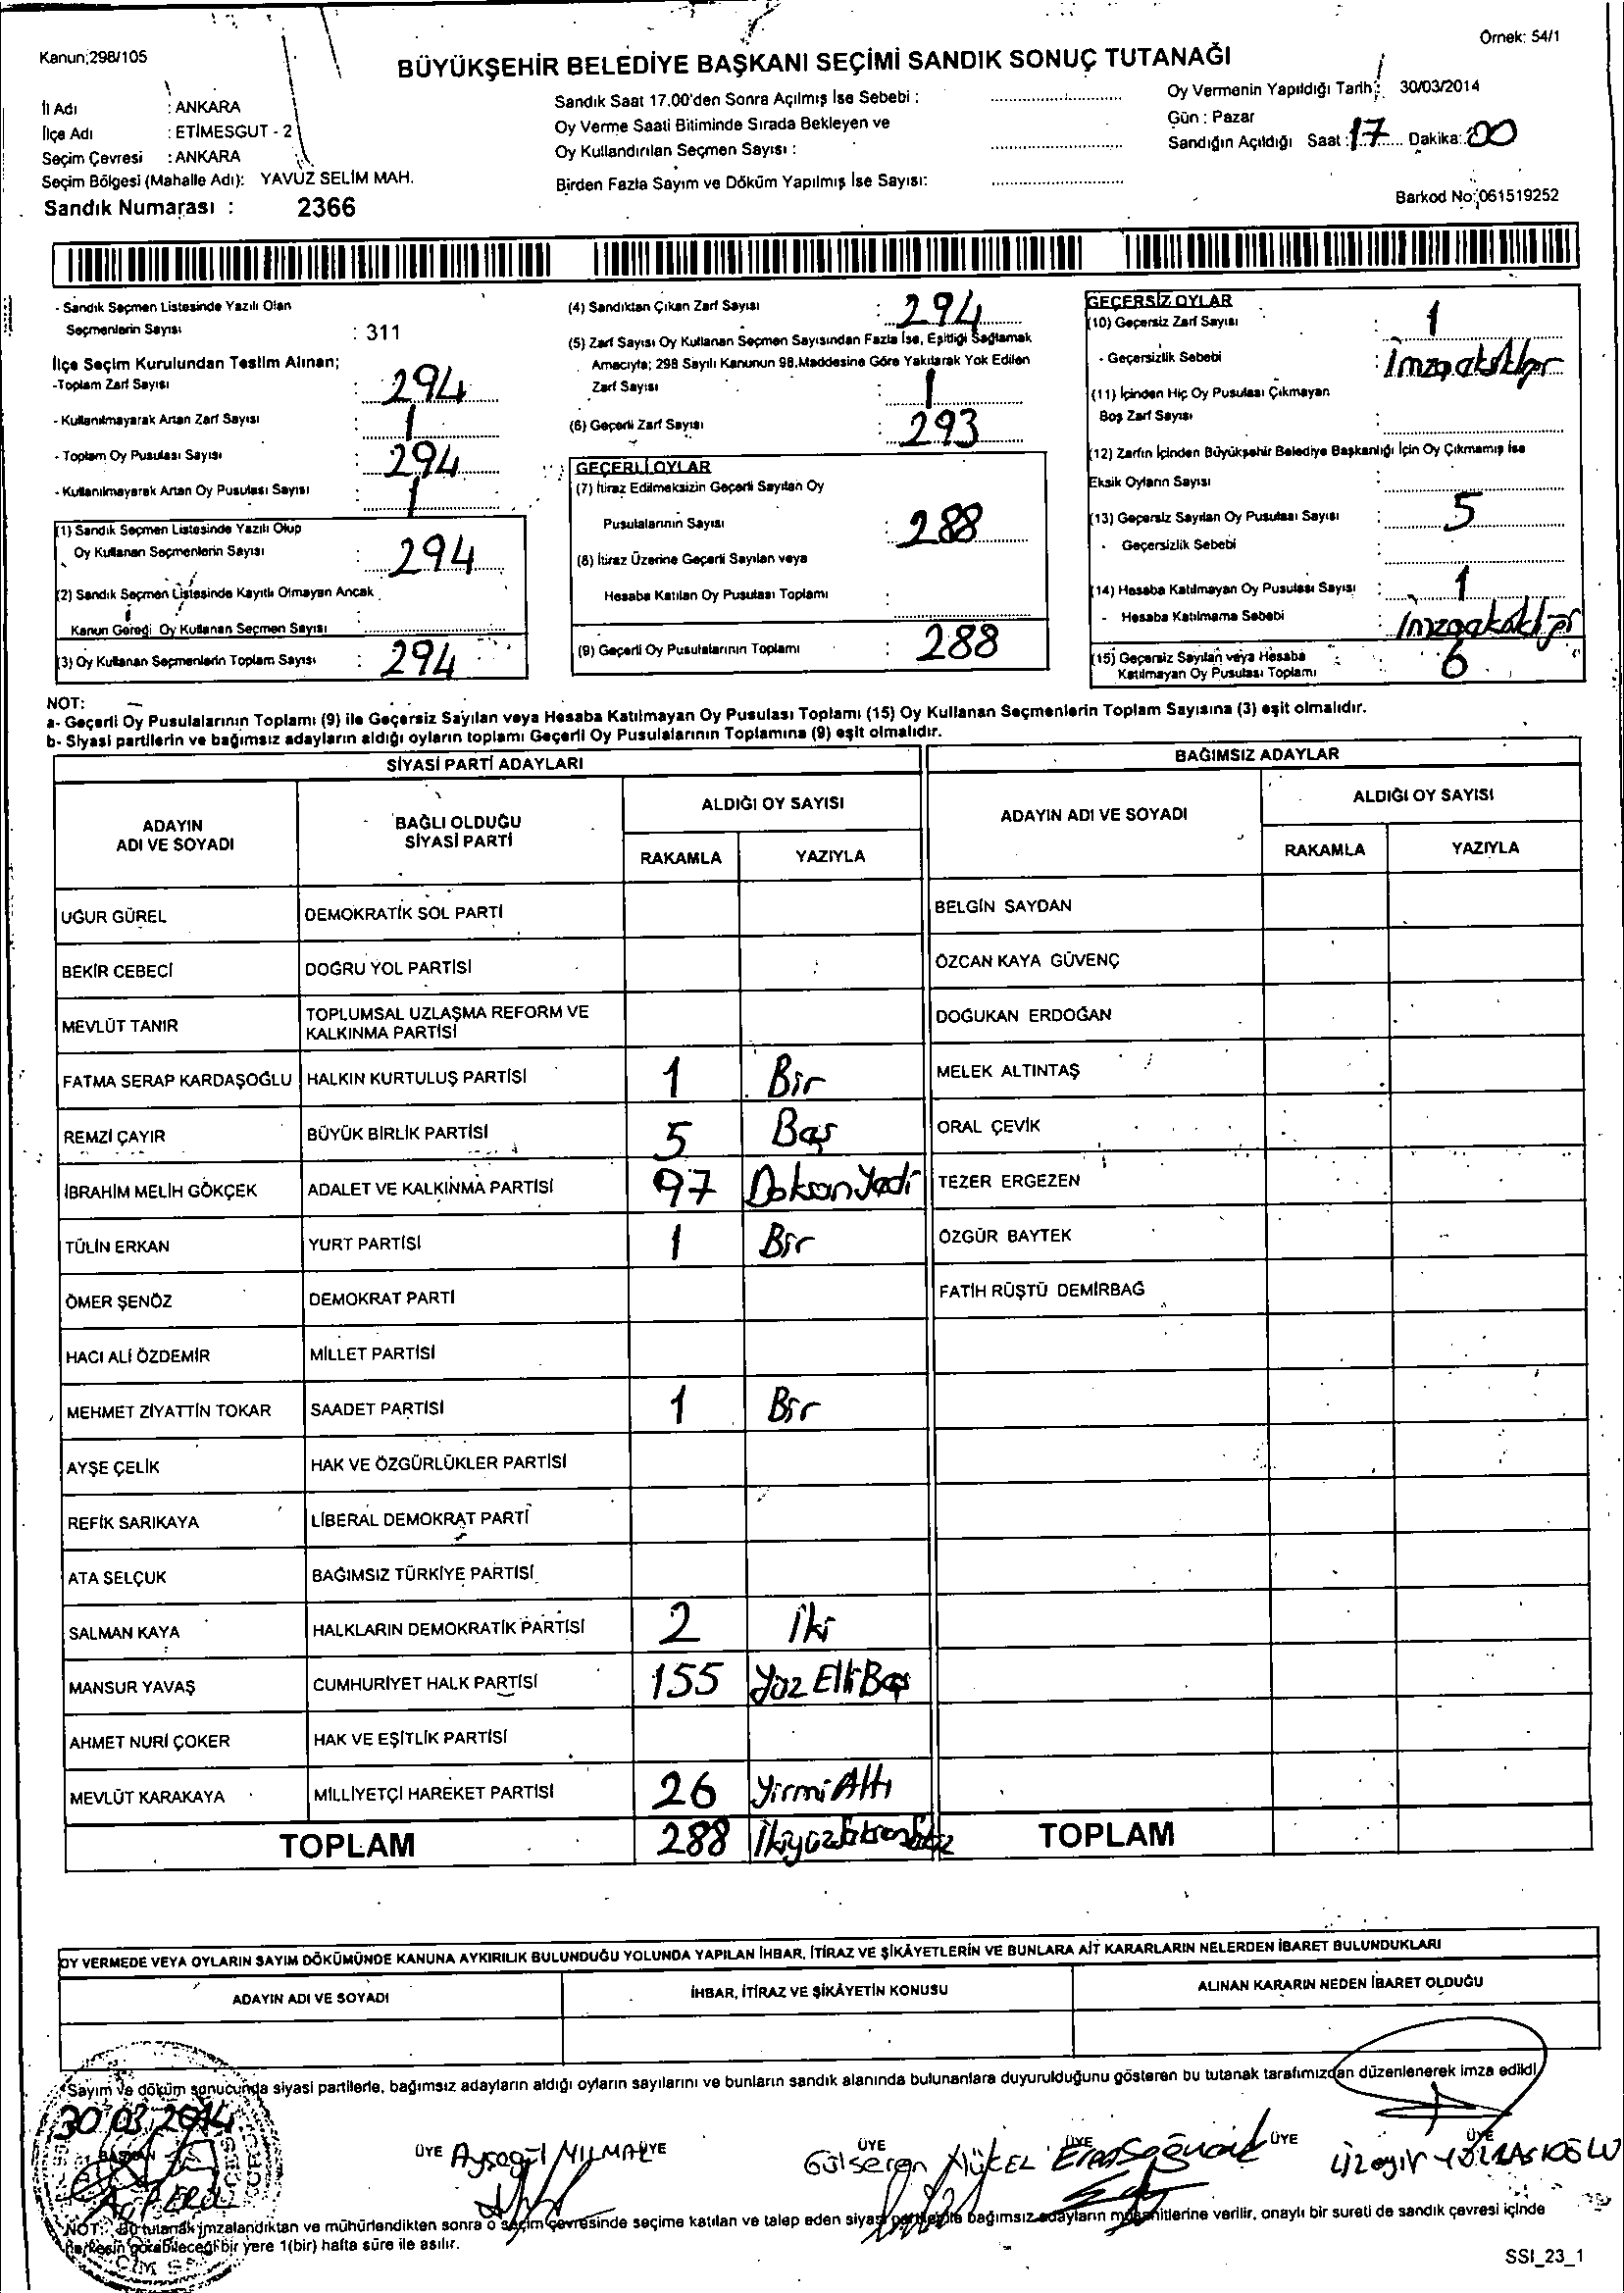 Örnek: 54/1
Kanun;298/105
BÜYÜKŞEHİR BELEDİYE BAŞKANI SEÇİMİ SANDIK SONUÇ TUTANAĞI
İl Adı : ANKARA
İlçe Adı : ETİMESGUT - 2
Seçim Çevresi : ANKARA
Seçim Bölgesi (Mahalle Adı): YAVUZ SELİM MAH.
Sandık Numarası : 2366
Sandık Saat 17.00'den Sonra Açılmış İse Sebebi :
Oy Verme Saati Bitiminde Sırada Bekleyen ve
Oy Kullandırılan Seçmen Sayısı :
Birden Fazla Sayım ve Döküm Yapılmış İse Sayısı:
Oy Vermenin Yapıldığı Tarih : 30/03/2014
Gün : Pazar
Sandığın Açıldığı Saat : 17 Dakika: 00
Barkod No:061519252
- Sandık Seçmen Listesinde Yazılı Olan
Seçmenlerin Sayısı : 311
İlçe Seçim Kurulundan Teslim Alınan;
-Toplam Zarf Sayısı : 294
- Kullanılmayarak Artan Zarf Sayısı : 1
- Toplam Oy Pusulası Sayısı : 294
- Kullanılmayarak Artan Oy Pusulası Sayısı : 1
(1) Sandık Seçmen Listesinde Yazılı Olup
Oy Kullanan Seçmenlerin Sayısı : 294
(2) Sandık Seçmen Listesinde Kayıtlı Olmayan Ancak
Kanun Gereği Oy Kullanan Seçmen Sayısı
(3) Oy Kullanan Seçmenlerin Toplam Sayısı : 294
(4) Sandıktan Çıkan Zarf Sayısı : 294
(5) Zarf Sayısı Oy Kullanan Seçmen Sayısından Fazla İse, Eşitliği Sağlamak
Amacıyla; 298 Sayılı Kanunun 98.Maddesine Göre Yakılarak Yok Edilen
Zarf Sayısı : 1
(6) Geçerli Zarf Sayısı : 293
GEÇERLİ OYLAR
(7) İtiraz Edilmeksizin Geçerli Sayılan Oy
Pusulalarının Sayısı : 288
(8) İtiraz Üzerine Geçerli Sayılan veya
Hesaba Katılan Oy Pusulası Toplamı :
(9) Geçerli Oy Pusulalarının Toplamı : 288
GEÇERSİZ OYLAR
(10) Geçersiz Zarf Sayısı : 1
- Geçersizlik Sebebi :
(11) İçinden Hiç Oy Pusulası Çıkmayan
Boş Zarf Sayısı :
(12) Zarfın İçinden Büyükşehir Belediye Başkanlığı İçin Oy Çıkmamış İse
Eksik Oyların Sayısı :
(13) Geçersiz Sayılan Oy Pusulası Sayısı : 5
- Geçersizlik Sebebi :
(14) Hesaba Katılmayan Oy Pusulası Sayısı : 1
- Hesaba Katılmama Sebebi :
(15) Geçersiz Sayılan veya Hesaba
Katılmayan Oy Pusulası Toplamı : 6
NOT:
a- Geçerli Oy Pusulalarının Toplamı (9) ile Geçersiz Sayılan veya Hesaba Katılmayan Oy Pusulası Toplamı (15) Oy Kullanan Seçmenlerin Toplam Sayısına (3) eşit olmalıdır.
b- Siyasi partilerin ve bağımsız adayların aldığı oyların toplamı Geçerli Oy Pusulalarının Toplamına (9) eşit olmalıdır.
SİYASİ PARTİ ADAYLARI
ADAYIN ADI VE SOYADI
BAĞLI OLDUĞU SİYASİ PARTİ
ALDIĞI OY SAYISI
RAKAMLA YAZIYLA
UĞUR GÜREL DEMOKRATİK SOL PARTİ
BEKİR CEBECİ DOĞRU YOL PARTİSİ
MEVLÜT TANIR TOPLUMSAL UZLAŞMA REFORM VE
KALKINMA PARTİSİ
FATMA SERAP KARDAŞOĞLU HALKIN KURTULUŞ PARTİSİ 1 Bir
REMZİ ÇAYIR BÜYÜK BİRLİK PARTİSİ 5 Beş
İBRAHİM MELİH GÖKÇEK ADALET VE KALKINMA PARTİSİ 97 DoksanYedi
TÜLİN ERKAN YURT PARTİSİ 1 Bir
ÖMER ŞENÖZ DEMOKRAT PARTİ
HACI ALİ ÖZDEMİR MİLLET PARTİSİ
MEHMET ZİYATTİN TOKAR SAADET PARTİSİ 1 Bir
AYŞE ÇELİK HAK VE ÖZGÜRLÜKLER PARTİSİ
REFİK SARIKAYA LİBERAL DEMOKRAT PARTİ
ATA SELÇUK BAĞIMSIZ TÜRKİYE PARTİSİ
SALMAN KAYA HALKLARIN DEMOKRATİK PARTİSİ 2 İki
MANSUR YAVAŞ CUMHURİYET HALK PARTİSİ 155 Yüz Elli Beş
AHMET NURİ ÇOKER HAK VE EŞİTLİK PARTİSİ
MEVLÜT KARAKAYA MİLLİYETÇİ HAREKET PARTİSİ 26 Yirmi Altı
TOPLAM 288 İkiyüzseksensekiz
BAĞIMSIZ ADAYLAR
ADAYIN ADI VE SOYADI
ALDIĞI OY SAYISI
RAKAMLA YAZIYLA
BELGİN SAYDAN
ÖZCAN KAYA GÜVENÇ
DOĞUKAN ERDOĞAN
MELEK ALTINTAŞ
ORAL ÇEVİK
TEZER ERGEZEN
ÖZGÜR BAYTEK
FATİH RÜŞTÜ DEMİRBAĞ
TOPLAM
OY VERMEDE VEYA OYLARIN SAYIM DÖKÜMÜNDE KANUNA AYKIRILIK BULUNDUĞU YOLUNDA YAPILAN İHBAR, İTİRAZ VE ŞİKÂYETLERİN VE BUNLARA AİT KARARLARIN NELERDEN İBARET BULUNDUKLARI
ADAYIN ADI VE SOYADI
İHBAR, İTİRAZ VE ŞİKÂYETİN KONUSU
ALINAN KARARIN NEDEN İBARET OLDUĞU
Sayım ve döküm sonucunda siyasi partilerle, bağımsız adayların aldığı oyların sayılarını ve bunların sandık alanında bulunanlara duyurulduğunu gösteren bu tutanak tarafımızdan düzenlenerek imza edildi
30.03.2014
BAŞKAN
ÜYE Ayşegül YILMAZ
ÜYE
ÜYE Gülseren YÜKSEL
ÜYE
ÜYE
ÜYE
NOT: Bu tutanak imzalandıktan ve mühürlendikten sonra o seçim çevresinde seçime katılan ve talep eden siyasi partilerle bağımsız adayların müşahitlerine verilir, onaylı bir sureti de sandık çevresi içinde
herkesin görebileceği bir yere 1(bir) hafta süre ile asılır.
SSI_23_1